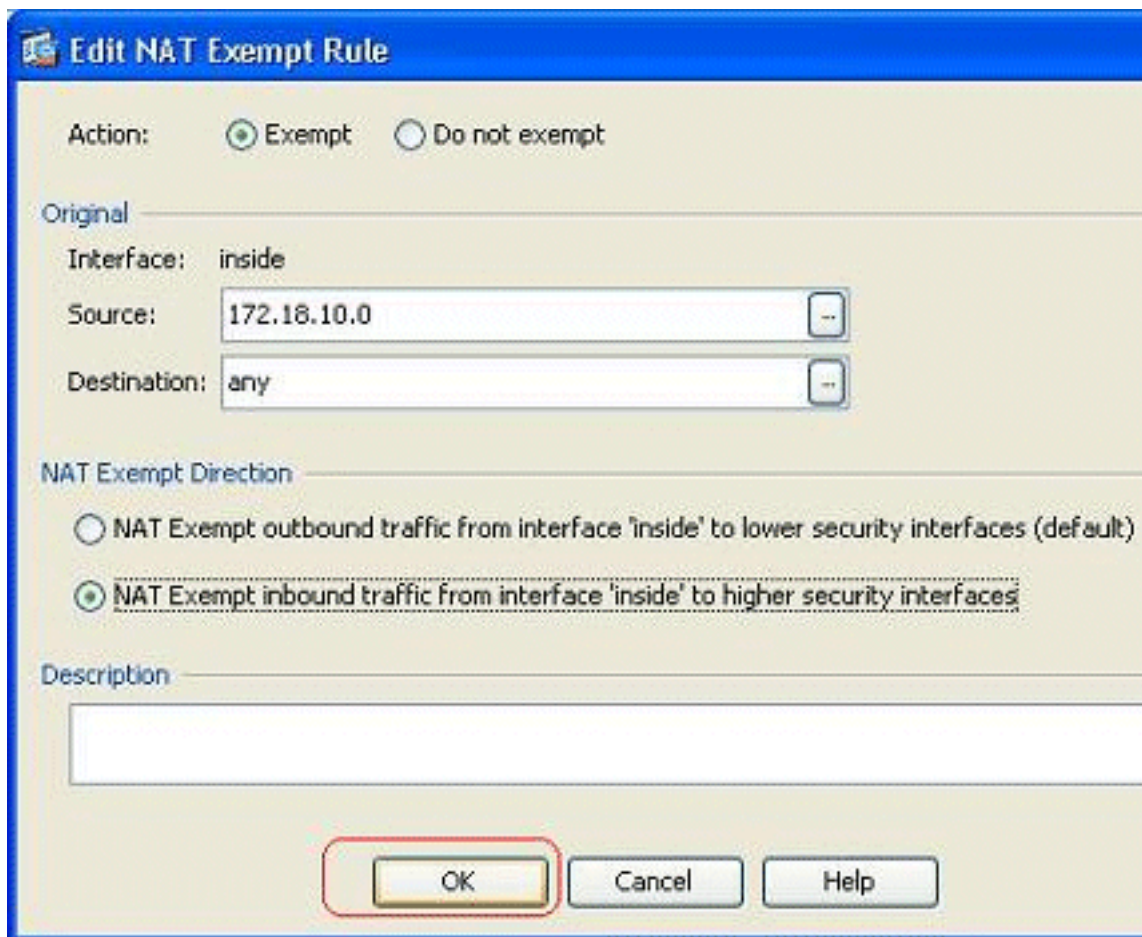 Edit NAT Exempt Rule
Action: Exempt Do not exempt
Original
Interface: inside
Source: 172.18.10.0 ...
Destination: any ...
NAT Exempt Direction
NAT Exempt outbound traffic from interface 'inside' to lower security interfaces (default)
NAT Exempt inbound traffic from interface 'inside' to higher security interfaces
Description
OK Cancel Help